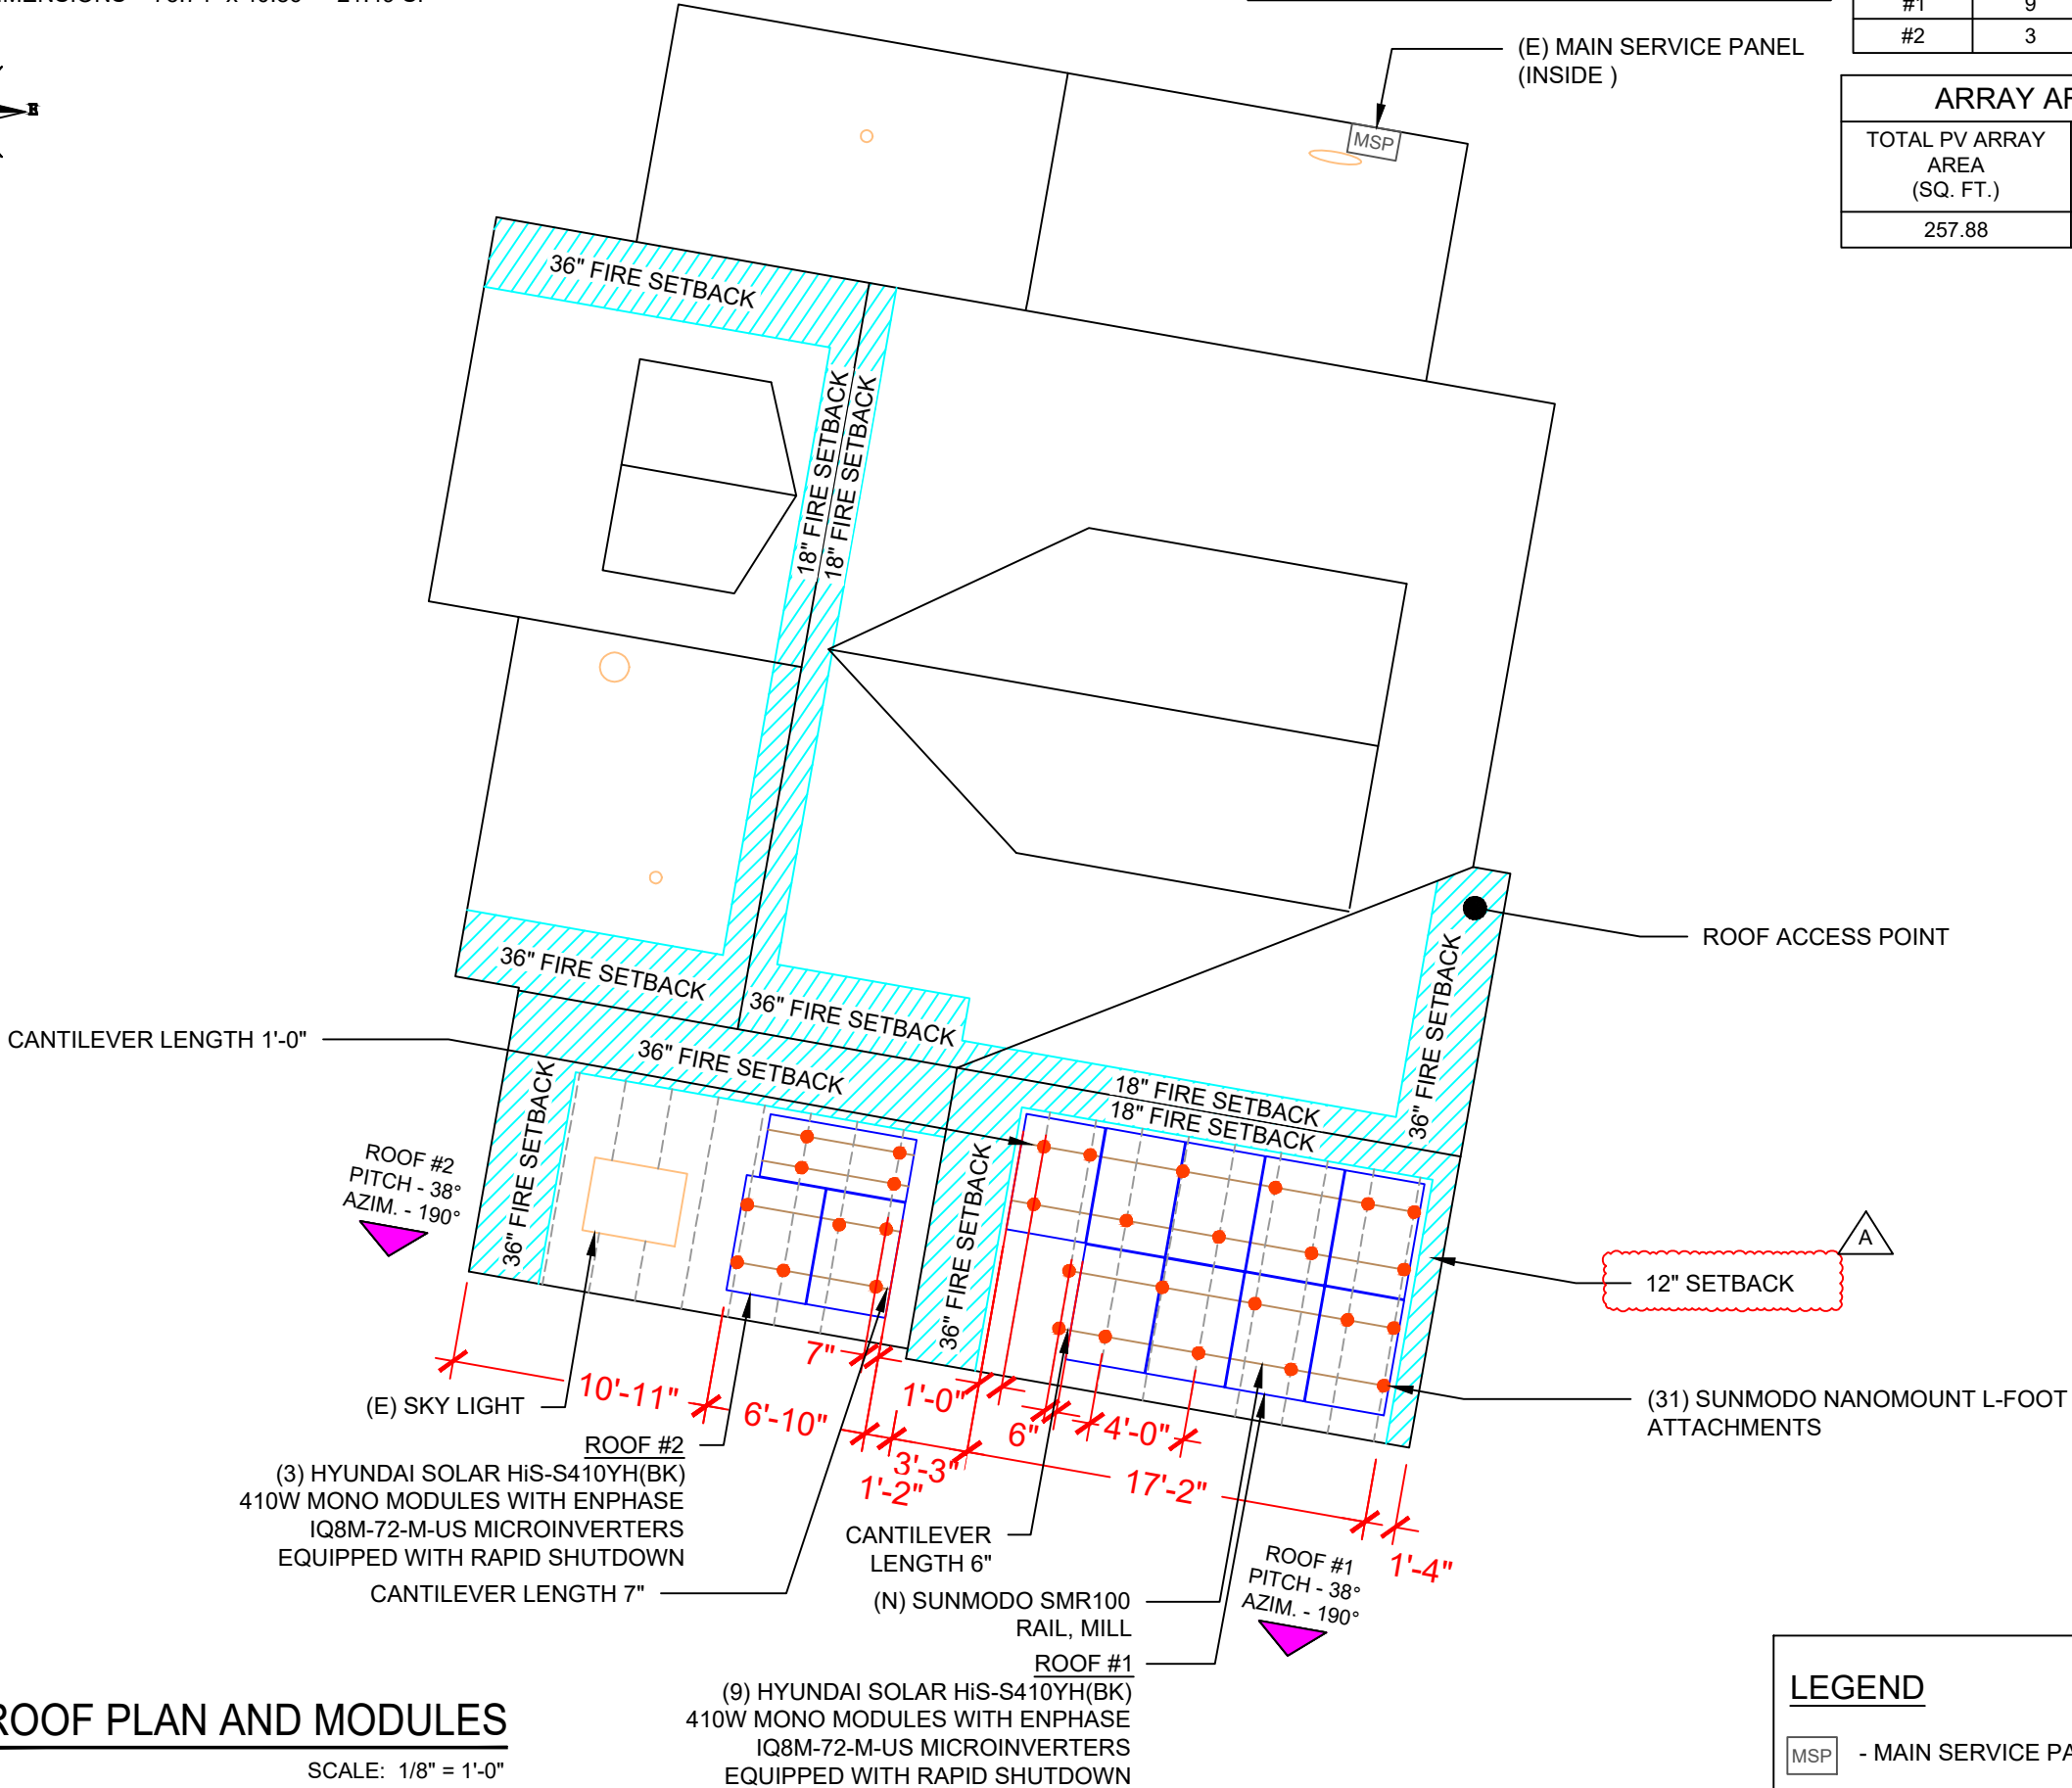 #1 9
#2 3
(E) MAIN SERVICE PANEL
(INSIDE )
MSP
TOTAL PV ARRAY
AREA
(SQ. FT.)
257.88
36" FIRE SETBACK
18" FIRE SETBACK
18" FIRE SETBACK
ROOF ACCESS POINT
36" FIRE SETBACK
36" FIRE SETBACK
36" FIRE SETBACK
CANTILEVER LENGTH 1'-0"
36" FIRE SETBACK
18" FIRE SETBACK
18" FIRE SETBACK
36" FIRE SETBACK
36" FIRE SETBACK
ROOF #2
PITCH - 38°
AZIM. - 190°
A
12" SETBACK
7"
10'-11"
1'-0"
(E) SKY LIGHT
6'-10"
6"
4'-0"
(31) SUNMODO NANOMOUNT L-FOOT
ATTACHMENTS
3'-3"
1'-2"
17'-2"
1'-4"
ROOF #2
(3) HYUNDAI SOLAR HiS-S410YH(BK)
410W MONO MODULES WITH ENPHASE
IQ8M-72-M-US MICROINVERTERS
EQUIPPED WITH RAPID SHUTDOWN
CANTILEVER
LENGTH 6"
CANTILEVER LENGTH 7"
ROOF #1
PITCH - 38°
AZIM. - 190°
(N) SUNMODO SMR100
RAIL, MILL
ROOF #1
(9) HYUNDAI SOLAR HiS-S410YH(BK)
410W MONO MODULES WITH ENPHASE
IQ8M-72-M-US MICROINVERTERS
EQUIPPED WITH RAPID SHUTDOWN
ROOF PLAN AND MODULES
SCALE: 1/8" = 1'-0"
LEGEND
MSP - MAIN SERVICE